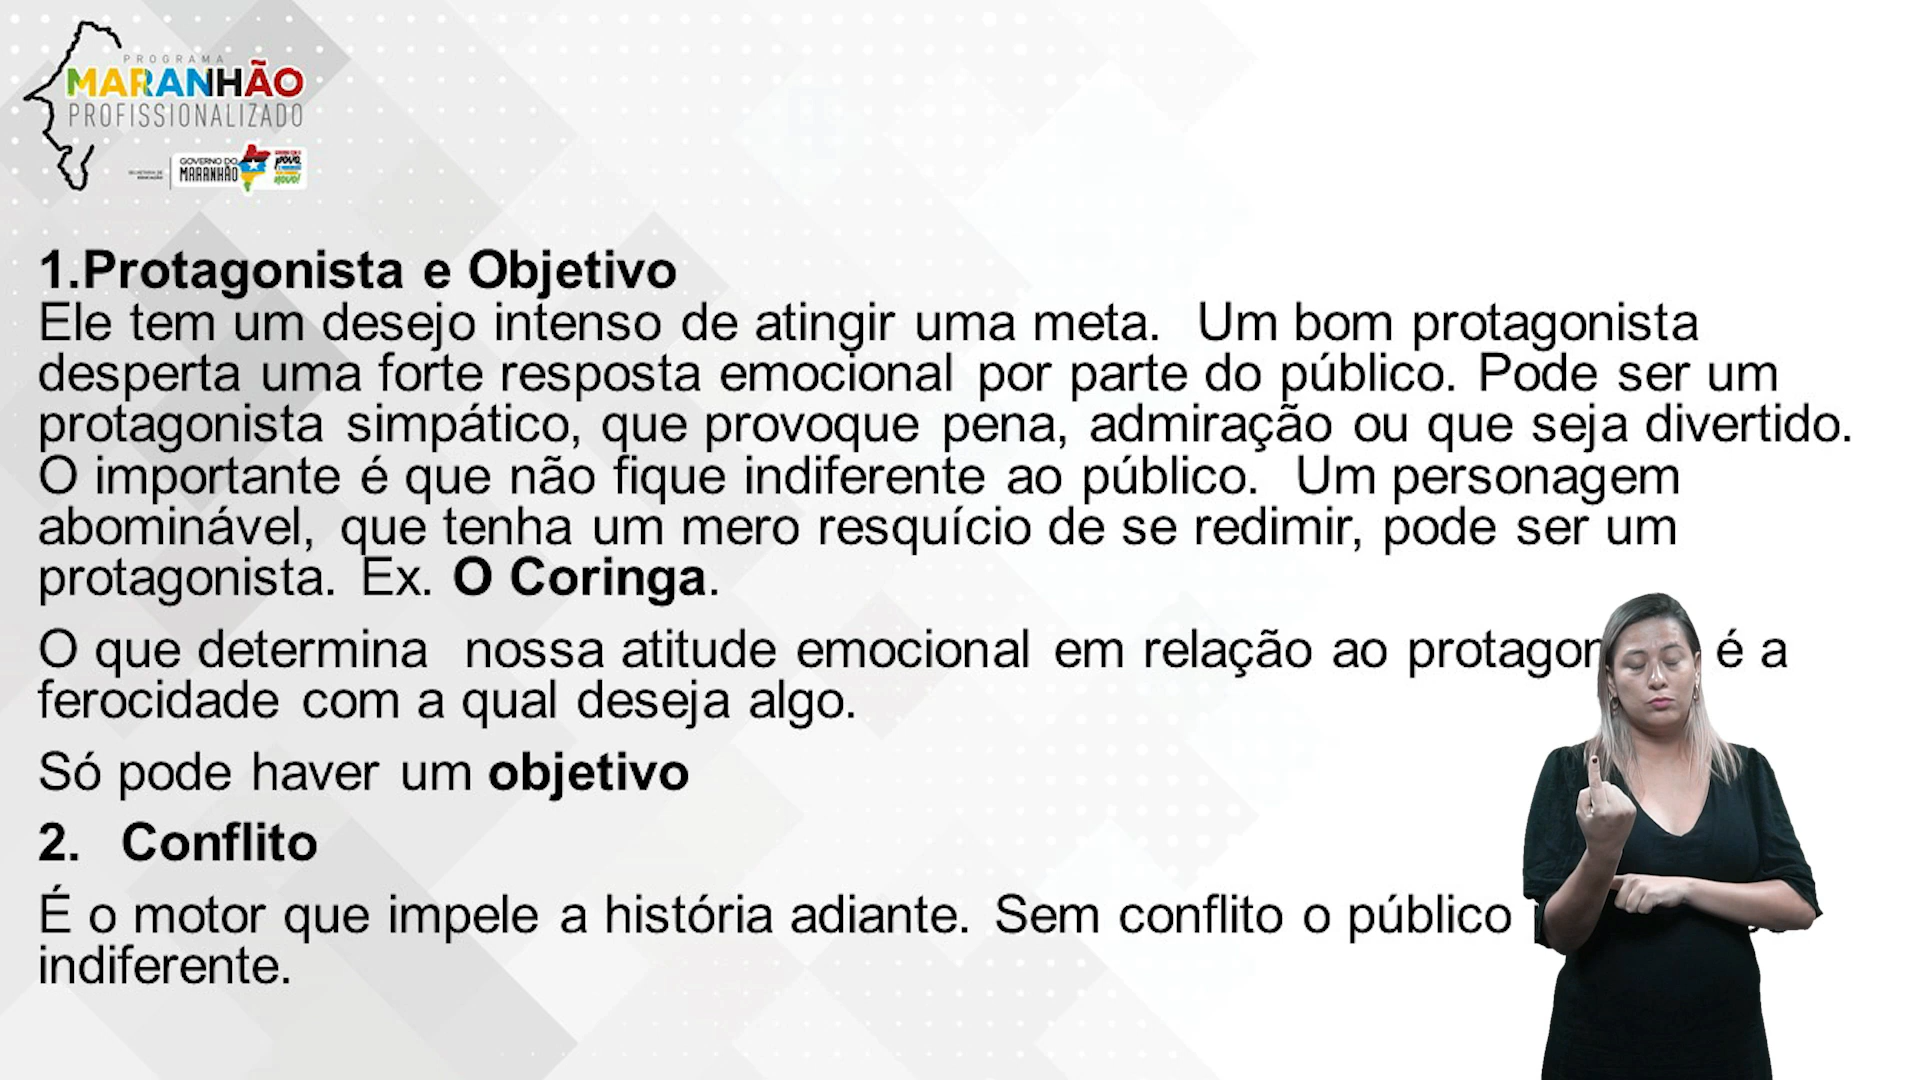 PROGRAMA
MARANHÃO
PROFISSIONALIZADO
SECRETARIA DE
EDUCAÇÃO
GOVERNO DO
MARANHÃO
1.Protagonista e Objetivo
Ele tem um desejo intenso de atingir uma meta. Um bom protagonista
desperta uma forte resposta emocional por parte do público. Pode ser um
protagonista simpático, que provoque pena, admiração ou que seja divertido.
O importante é que não fique indiferente ao público. Um personagem
abominável, que tenha um mero resquício de se redimir, pode ser um
protagonista. Ex. O Coringa.
O que determina nossa atitude emocional em relação ao protagon é a
ferocidade com a qual deseja algo.
Só pode haver um objetivo
2. Conflito
É o motor que impele a história adiante. Sem conflito o público
indiferente.